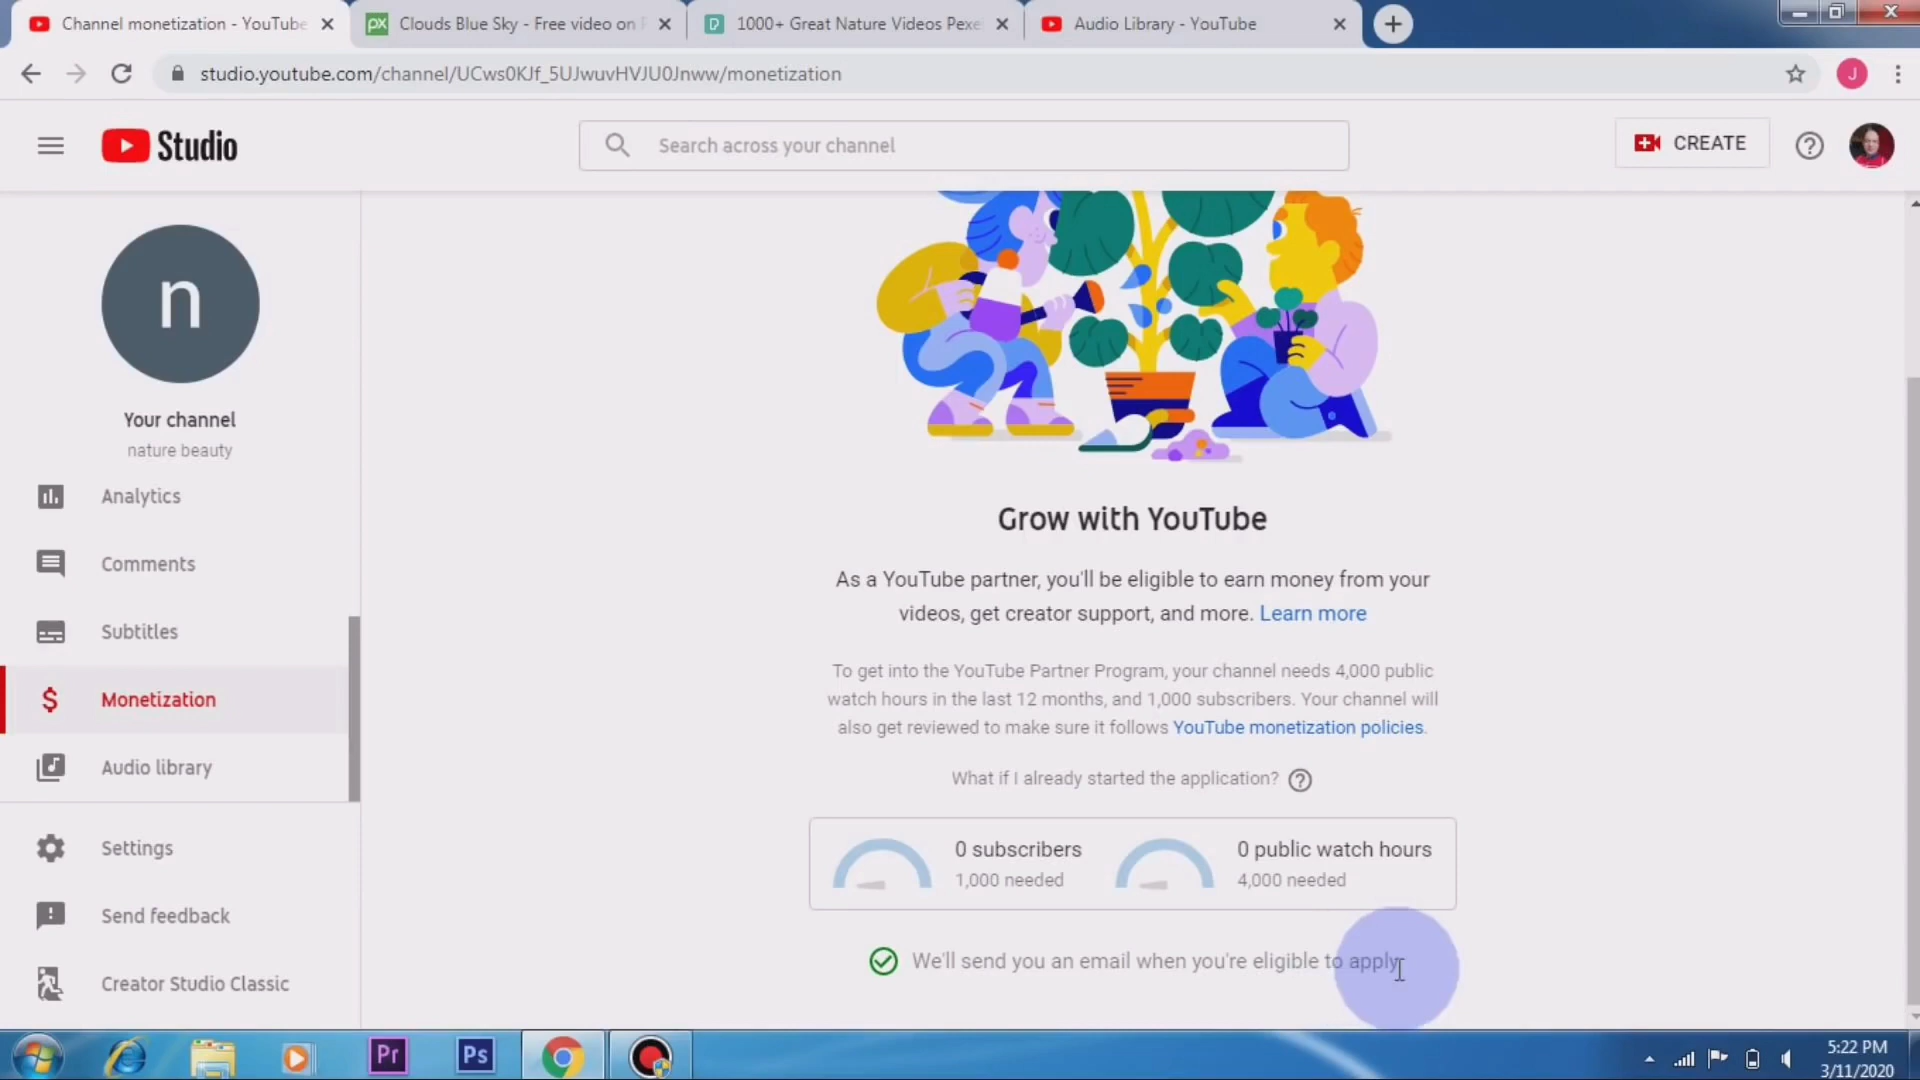 Channel monetization - YouTube
Clouds Blue Sky - Free video on P
1000+ Great Nature Videos Pexel
Audio Library - YouTube
studio.youtube.com/channel/UCws0KJf_5UJwuvHVJU0Jnww/monetization
J
Studio
Search across your channel
CREATE
n
Your channel
nature beauty
Analytics
Comments
Subtitles
Monetization
Audio library
Settings
Send feedback
Creator Studio Classic
Grow with YouTube
As a YouTube partner, you'll be eligible to earn money from your
videos, get creator support, and more. Learn more
To get into the YouTube Partner Program, your channel needs 4,000 public
watch hours in the last 12 months, and 1,000 subscribers. Your channel will
also get reviewed to make sure it follows YouTube monetization policies.
What if I already started the application?
0 subscribers
1,000 needed
0 public watch hours
4,000 needed
We'll send you an email when you're eligible to apply
Pr
Ps
5:22 PM
3/11/2020